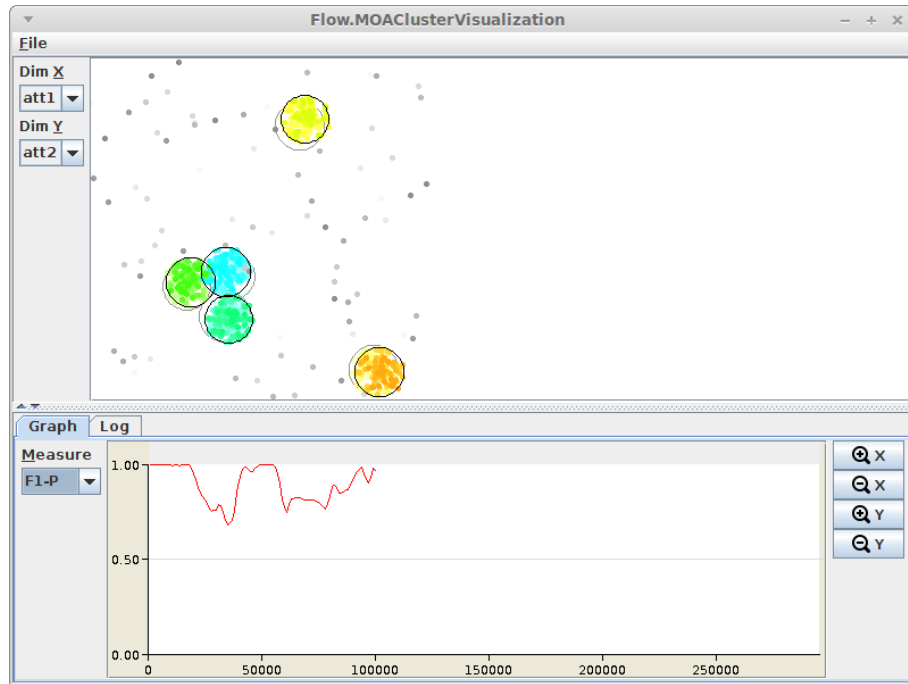 Flow.MOAClusterVisualization
File
Dim X
att1
Dim Y
att2
Graph Log
Measure
F1-P
1.00
0.50
0.00
0 50000 100000 150000 200000 250000
X
X
Y
Y